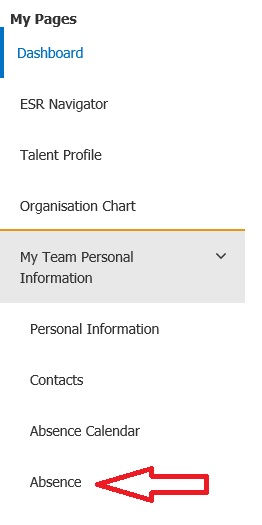 My Pages
Dashboard
ESR Navigator
Talent Profile
Organisation Chart
My Team Personal
Information
Personal Information
Contacts
Absence Calendar
Absence